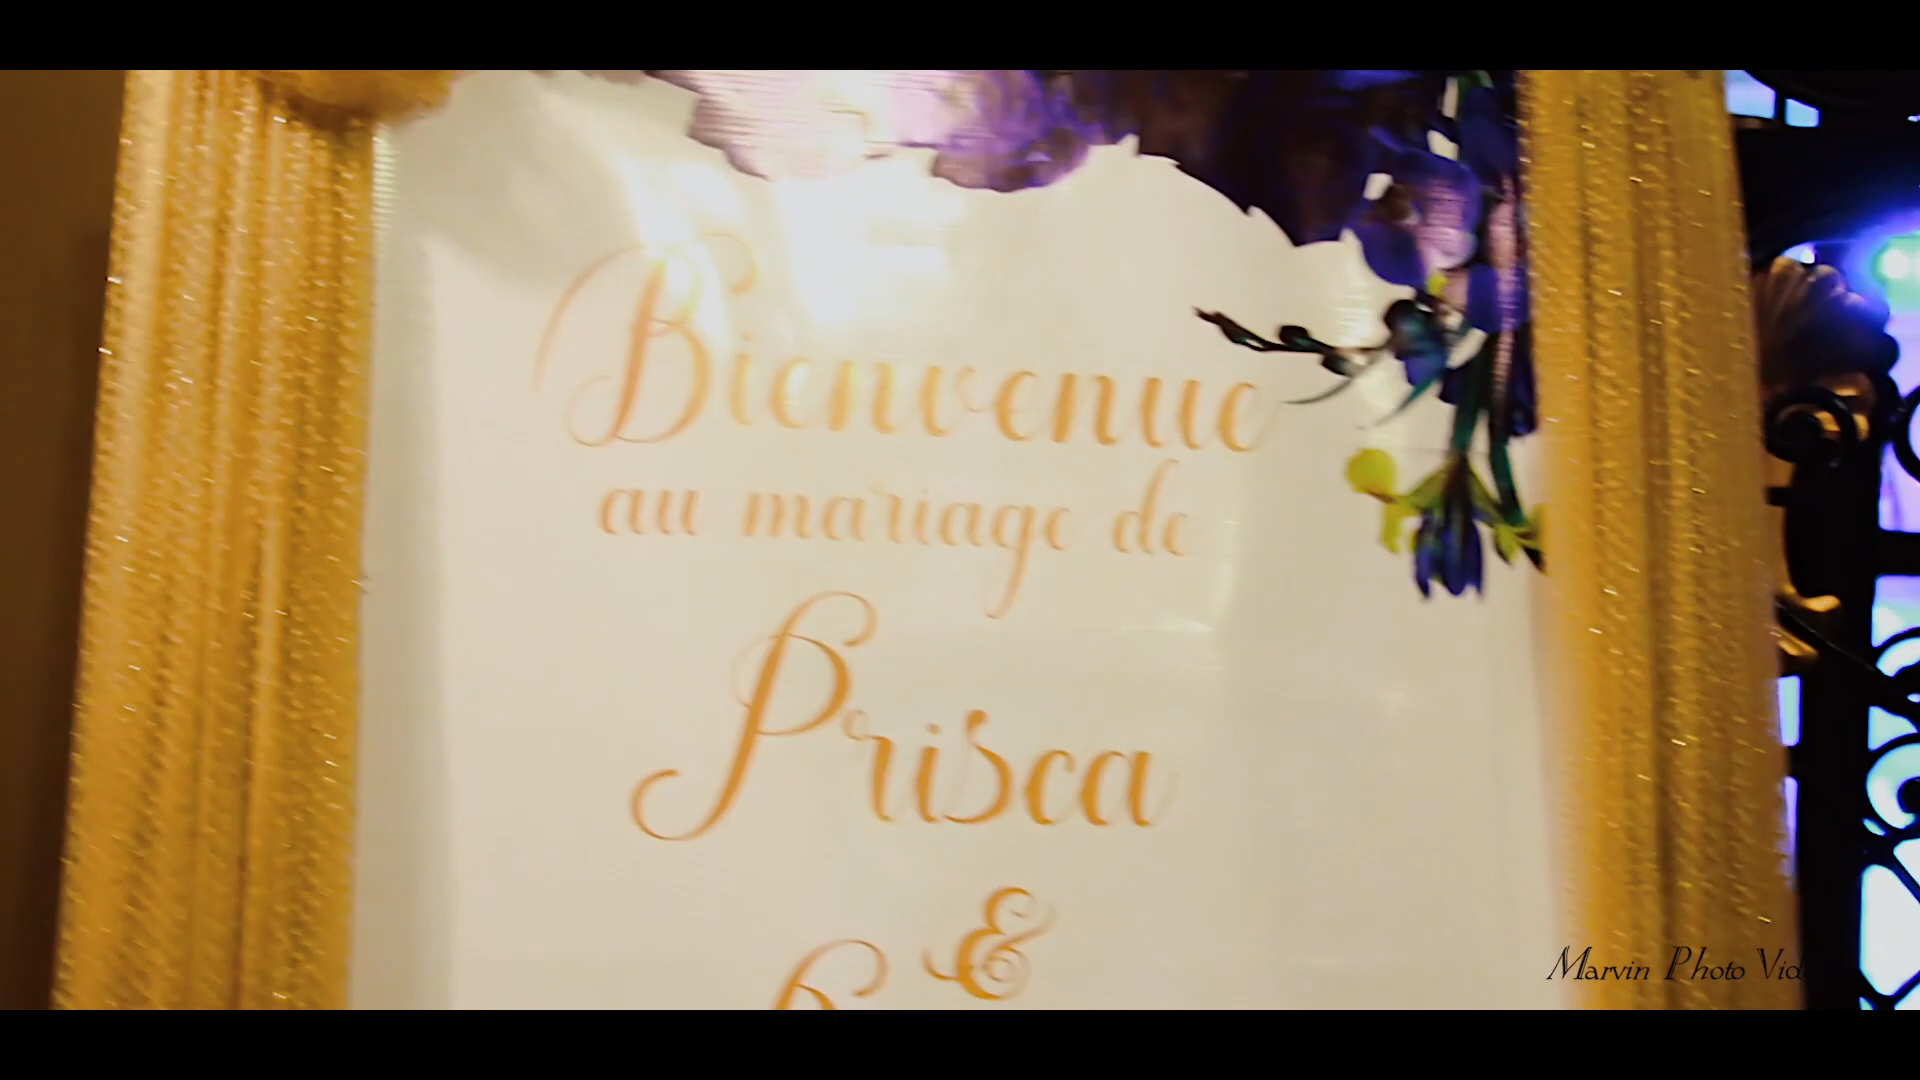 Bienvenue
au mariage de
Prisca
&
Marvin Photo Vid